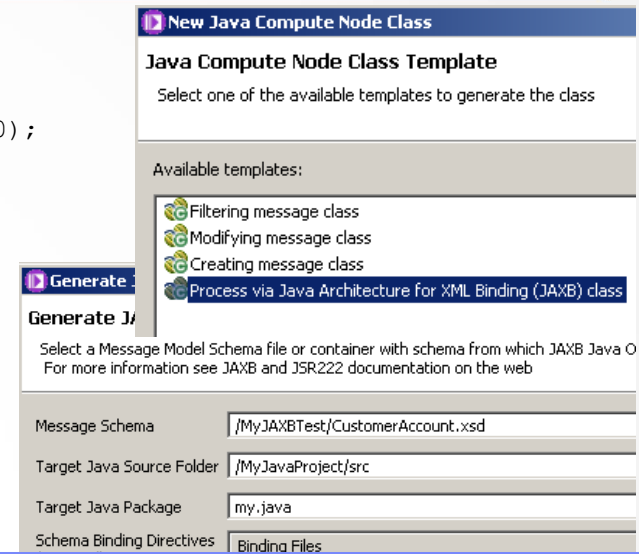 New Java Compute Node Class
Java Compute Node Class Template
Select one of the available templates to generate the class
);
Available templates:
Filtering message class
Modifying message class
Creating message class
Process via Java Architecture for XML Binding (JAXB) class
Generate
Generate
Select a Message Model Schema file or container with schema from which JAXB Java O
For more information see JAXB and JSR222 documentation on the web
Message Schema /MyJAXBTest/CustomerAccount.xsd
Target Java Source Folder /MyJavaProject/src
Target Java Package my.java
Schema Binding Directives Binding Files